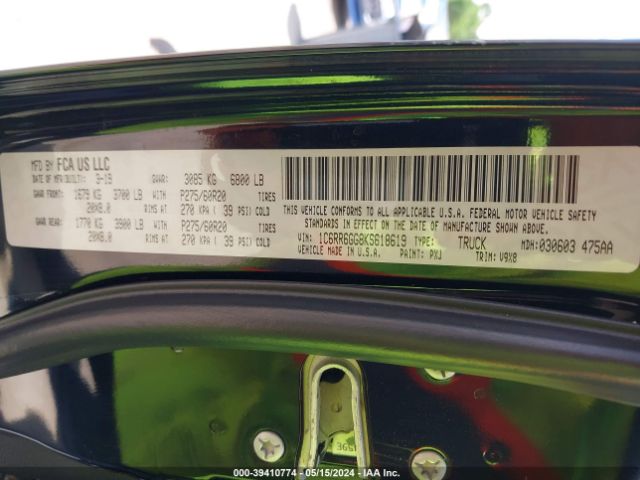 MFD BY FCA US LLC
DATE OF MFR(BUILT): 3-19 GVWR: 3085 KG 6800 LB
GAWR FRONT 1679 KG 3700 LB WITH P275/60R20 TIRES
20X8.0 RIMS AT 270 KPA ( 39 PSI) COLD
GAWR REAR: 1770 KG 3900 LB WITH P275/60R20 TIRES
20X8.0 RIMS AT 270 KPA ( 39 PSI) COLD
THIS VEHICLE CONFORMS TO ALL APPLICABLE U.S.A. FEDERAL MOTOR VEHICLE SAFETY
STANDARDS IN EFFECT ON THE DATE OF MANUFACTURE SHOWN ABOVE.
VIN: 1C6RR6GG8KS618619 TYPE: TRUCK MDH: 030603 475AA
VEHICLE MADE IN U.S.A. PAINT: PXJ TRIM: V9X8
000-39410774 — 05/15/2024 — IAA Inc.